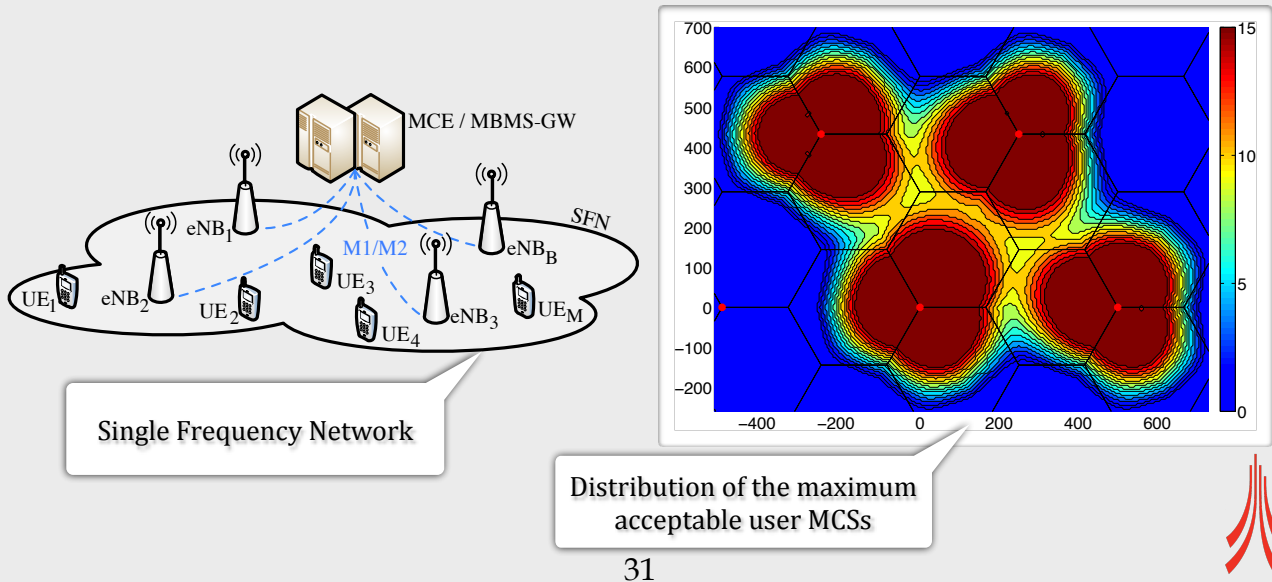 MCE / MBMS-GW
SFN
eNB1
eNBB
M1/M2
UE3
UE1
eNB2
UE2
UE4
eNB3
UEM
Single Frequency Network
700
600
500
400
300
200
100
0
−100
−200
−400
−200
0
200
400
600
15
10
5
0
Distribution of the maximum
acceptable user MCSs
31